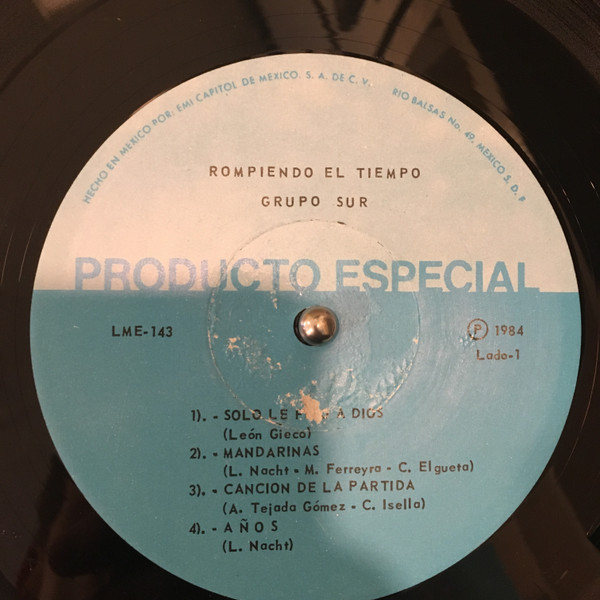 HECHO EN MEXICO POR: EMI CAPITOL DE MEXICO. S. A. DE C. V. RIO BALSAS No. 49. MEXICO 5. D. F.
ROMPIENDO EL TIEMPO
GRUPO SUR
PRODUCTO ESPECIAL
LME-143
Ⓟ 1984
Lado-1
1). - SOLO LE A DIOS
(León Gieco)
2). - MANDARINAS
(L. Nacht - M. Ferreyra - C. Elgueta)
3). - CANCION DE LA PARTIDA
(A. Tejada Gómez - C. Isella)
4). - AÑOS
(L. Nacht)